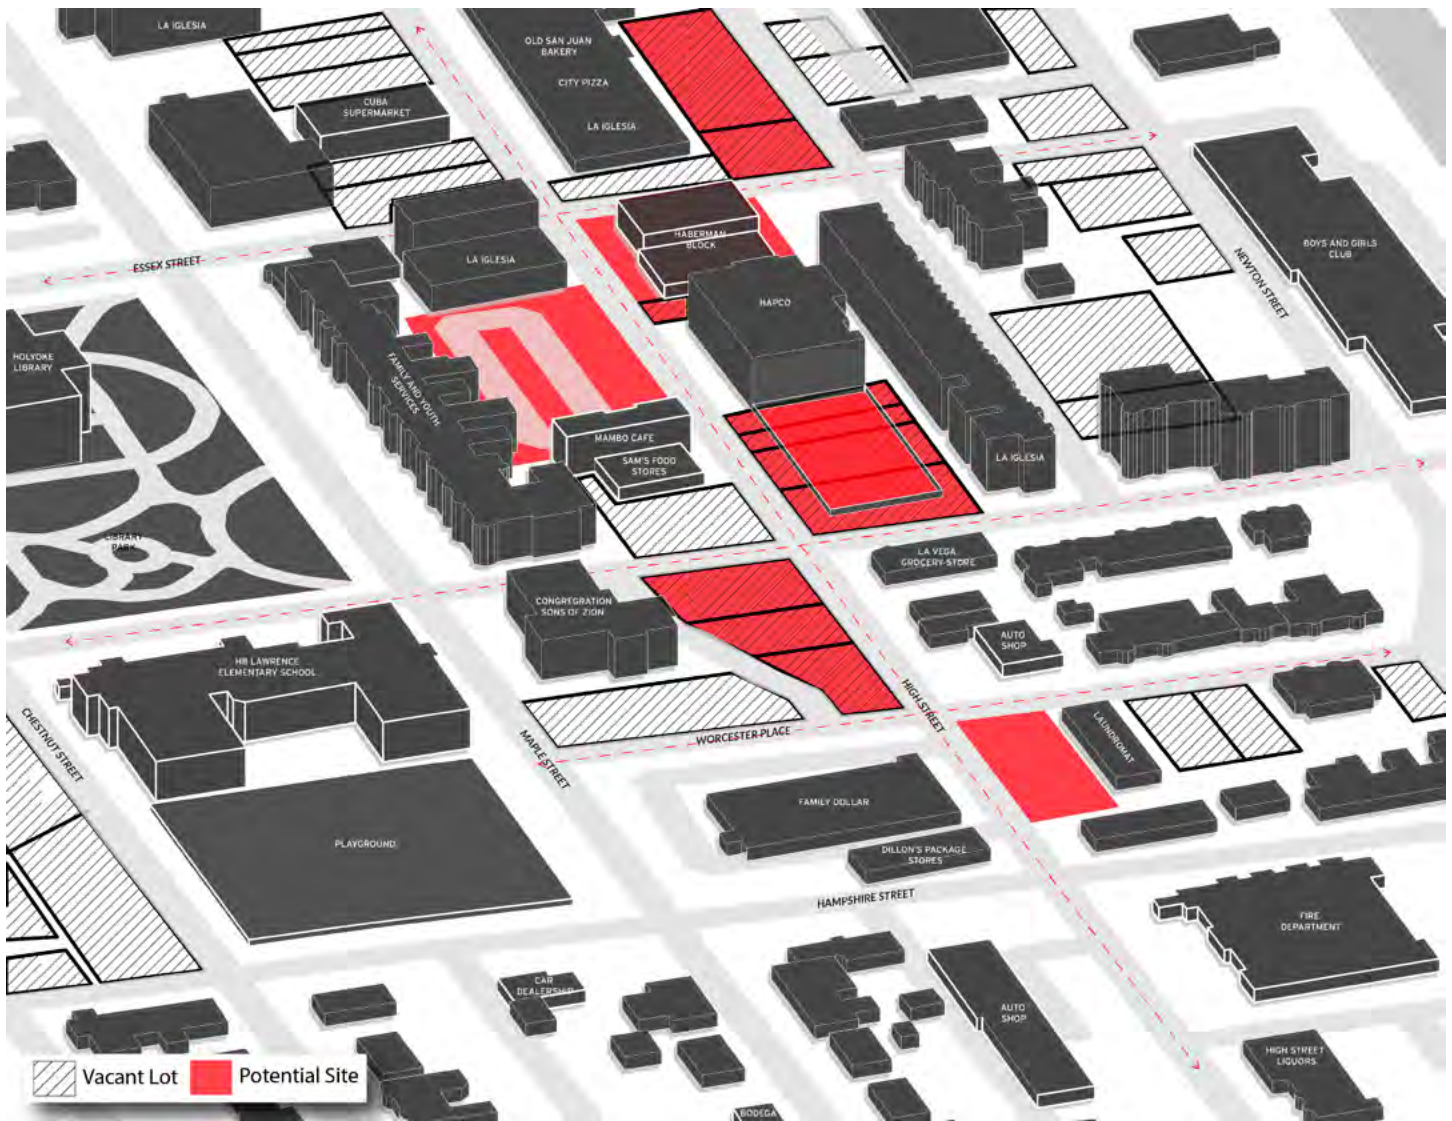 LA IGLESIA
OLD SAN JUAN
BAKERY
CITY PIZZA
LA IGLESIA
CUBA
SUPERMARKET
HABERMAN
BLOCK
LA IGLESIA
ESSEX STREET
BOYS AND GIRLS
CLUB
NEWTON STREET
HAPCO
HOLYOKE
LIBRARY
FAMILY AND YOUTH
SERVICES
MAMBO CAFE
SAM'S FOOD
STORES
LA IGLESIA
LIBRARY
PARK
LA VEGA
GROCERY STORE
CONGREGRATION
SONS OF ZION
AUTO
SHOP
HB LAWRENCE
ELEMENTARY SCHOOL
CHESTNUT STREET
MAPLE STREET
WORCESTER PLACE
HIGH STREET
LAUNDROMAT
FAMILY DOLLAR
PLAYGROUND
DILLON'S PACKAGE
STORES
HAMPSHIRE STREET
FIRE
DEPARTMENT
CAR
DEALERSHIP
AUTO
SHOP
HIGH STREET
LIQUORS
BODEGA
Vacant Lot
Potential Site